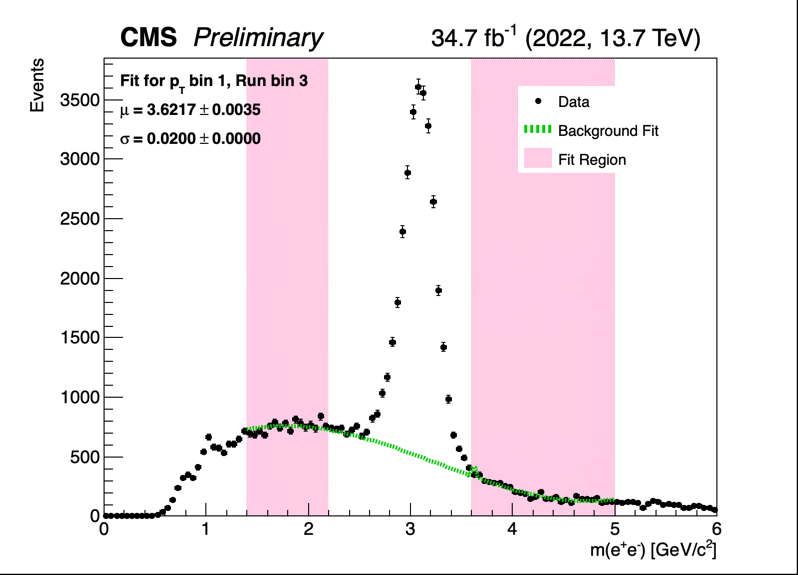 CMS Preliminary 34.7 fb⁻¹ (2022, 13.7 TeV)
Events
Fit for p_T bin 1, Run bin 3
μ = 3.6217 ± 0.0035
σ = 0.0200 ± 0.0000
Data
Background Fit
Fit Region
3500
3000
2500
2000
1500
1000
500
0
0 1 2 3 4 5 6
m(e⁺e⁻) [GeV/c²]